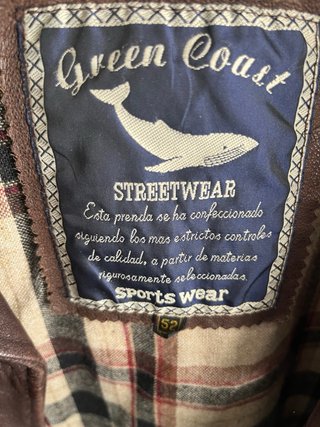 Green Coast
STREETWEAR
Esta prenda se ha confeccionado
siguiendo los mas estrictos controles
de calidad, a partir de materias
rigurosamente seleccionadas.
sports wear
52